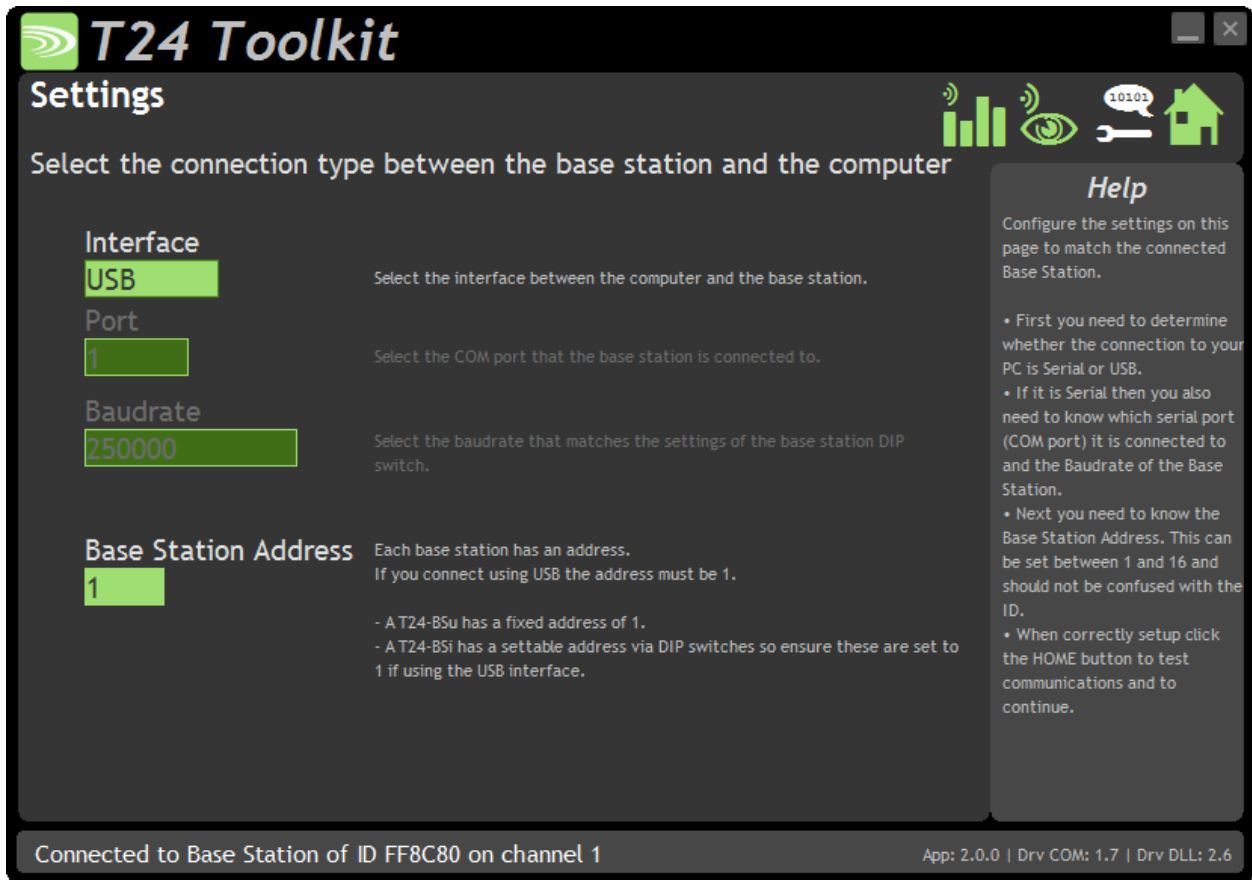 T24 Toolkit
Settings
10101
Select the connection type between the base station and the computer
Interface
USB
Select the interface between the computer and the base station.
Port
1
Select the COM port that the base station is connected to.
Baudrate
250000
Select the baudrate that matches the settings of the base station DIP
switch.
Base Station Address
1
Each base station has an address.
If you connect using USB the address must be 1.
- A T24-BSu has a fixed address of 1.
- A T24-BSi has a settable address via DIP switches so ensure these are set to
1 if using the USB interface.
Help
Configure the settings on this
page to match the connected
Base Station.
• First you need to determine
whether the connection to your
PC is Serial or USB.
• If it is Serial then you also
need to know which serial port
(COM port) it is connected to
and the Baudrate of the Base
Station.
• Next you need to know the
Base Station Address. This can
be set between 1 and 16 and
should not be confused with the
ID.
• When correctly setup click
the HOME button to test
communications and to
continue.
Connected to Base Station of ID FF8C80 on channel 1
App: 2.0.0 | Drv COM: 1.7 | Drv DLL: 2.6